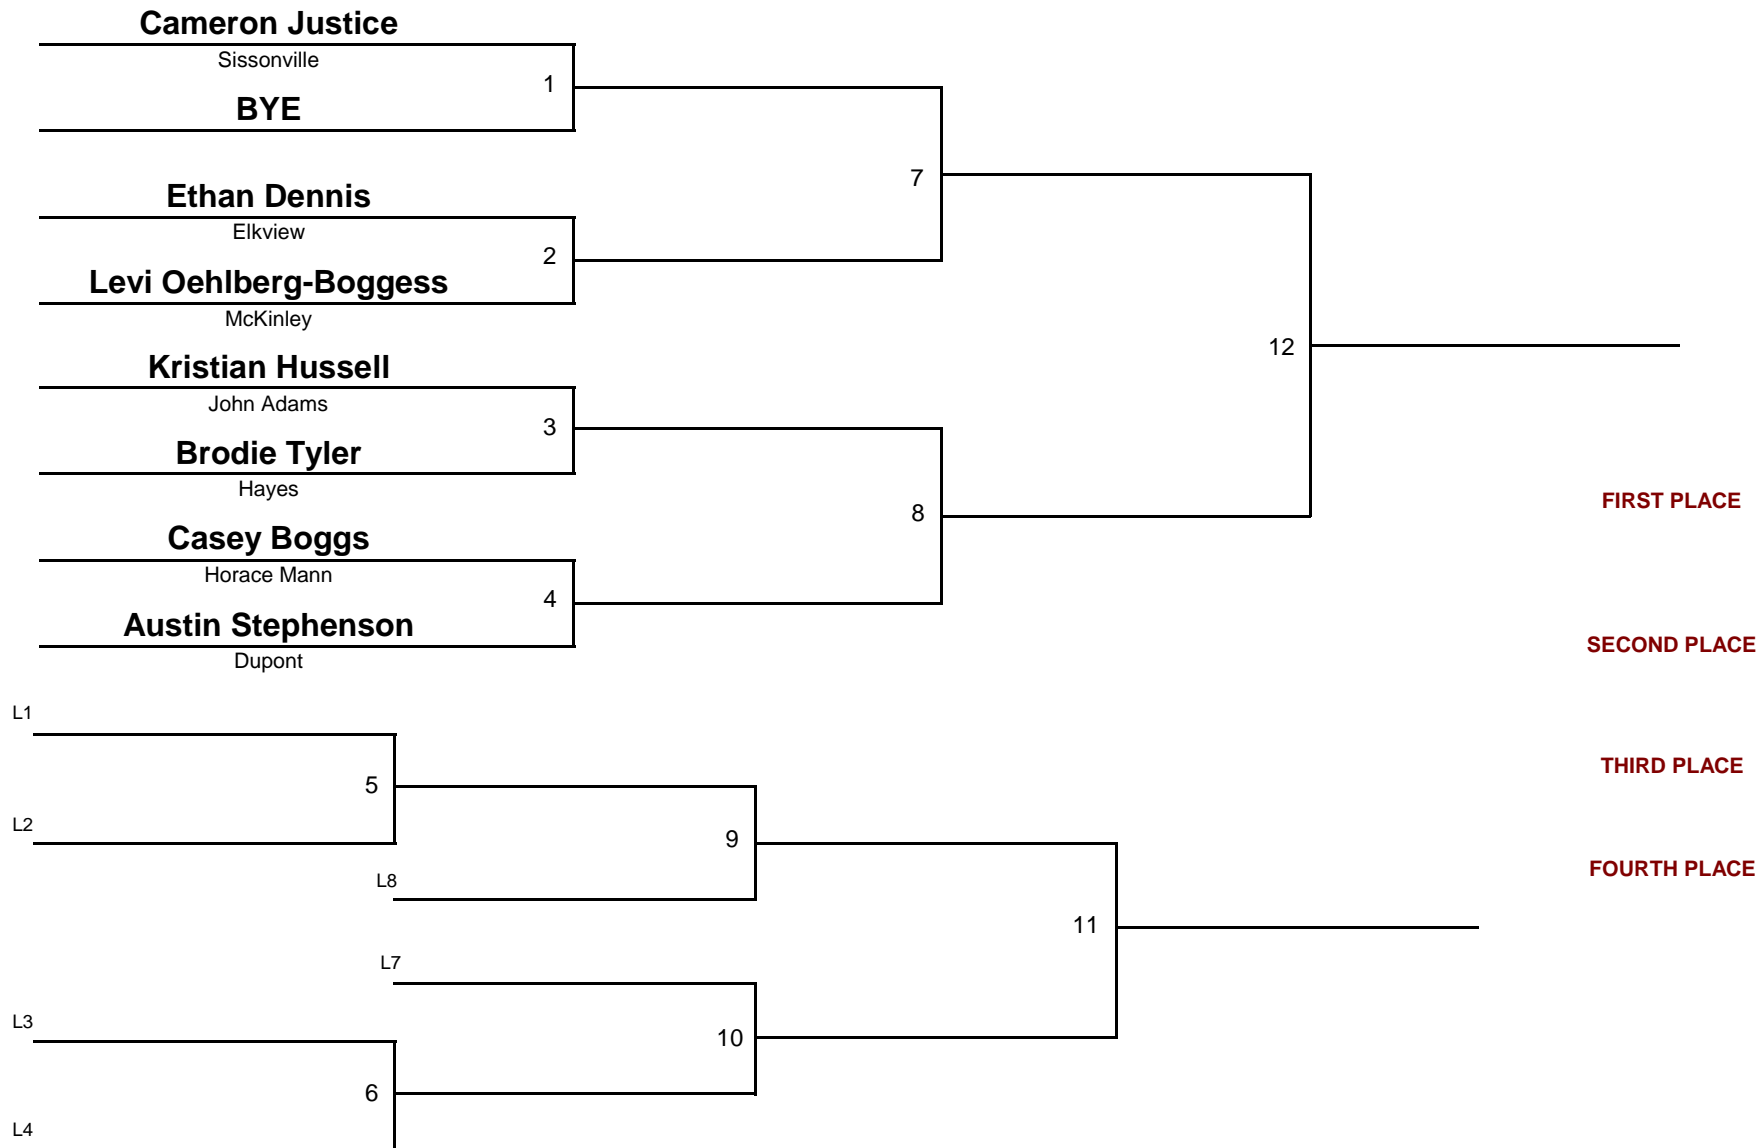 Cameron Justice
Sissonville
1
BYE
7
Ethan Dennis
Elkview
2
Levi Oehlberg-Boggess
McKinley
12
Kristian Hussell
John Adams
3
Brodie Tyler
Hayes
8
FIRST PLACE
Casey Boggs
Horace Mann
4
Austin Stephenson
Dupont
SECOND PLACE
L1
5
THIRD PLACE
L2
9
L8
FOURTH PLACE
11
L7
L3
10
6
L4